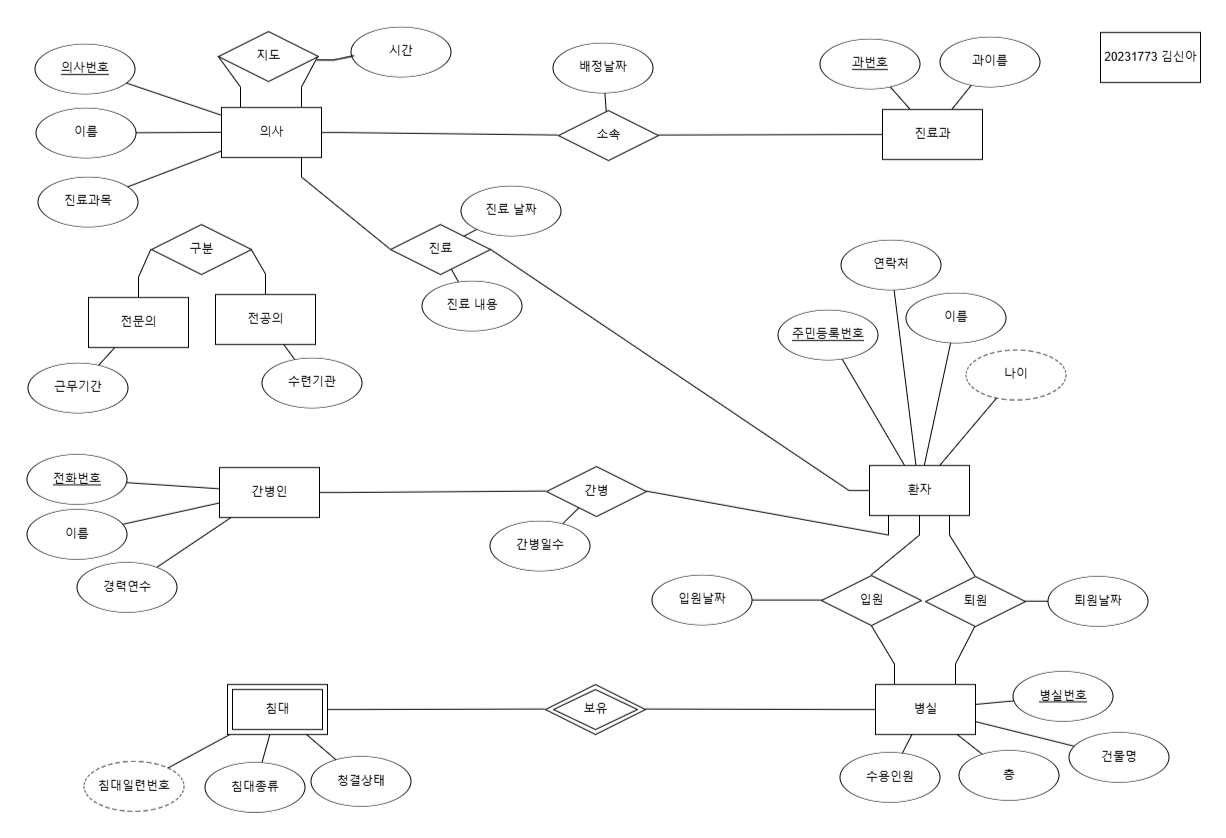 지도
시간
의사번호
배정날짜
과번호
과이름
20231773 김신아
이름
의사
소속
진료과
진료과목
진료 날짜
구분
진료
연락처
진료 내용
전문의
전공의
주민등록번호
이름
나이
근무기간
수련기관
전화번호
간병인
간병
환자
이름
간병일수
경력연수
입원날짜
입원
퇴원
퇴원날짜
침대
보유
병실
병실번호
건물명
침대일련번호
침대종류
청결상태
수용인원
층